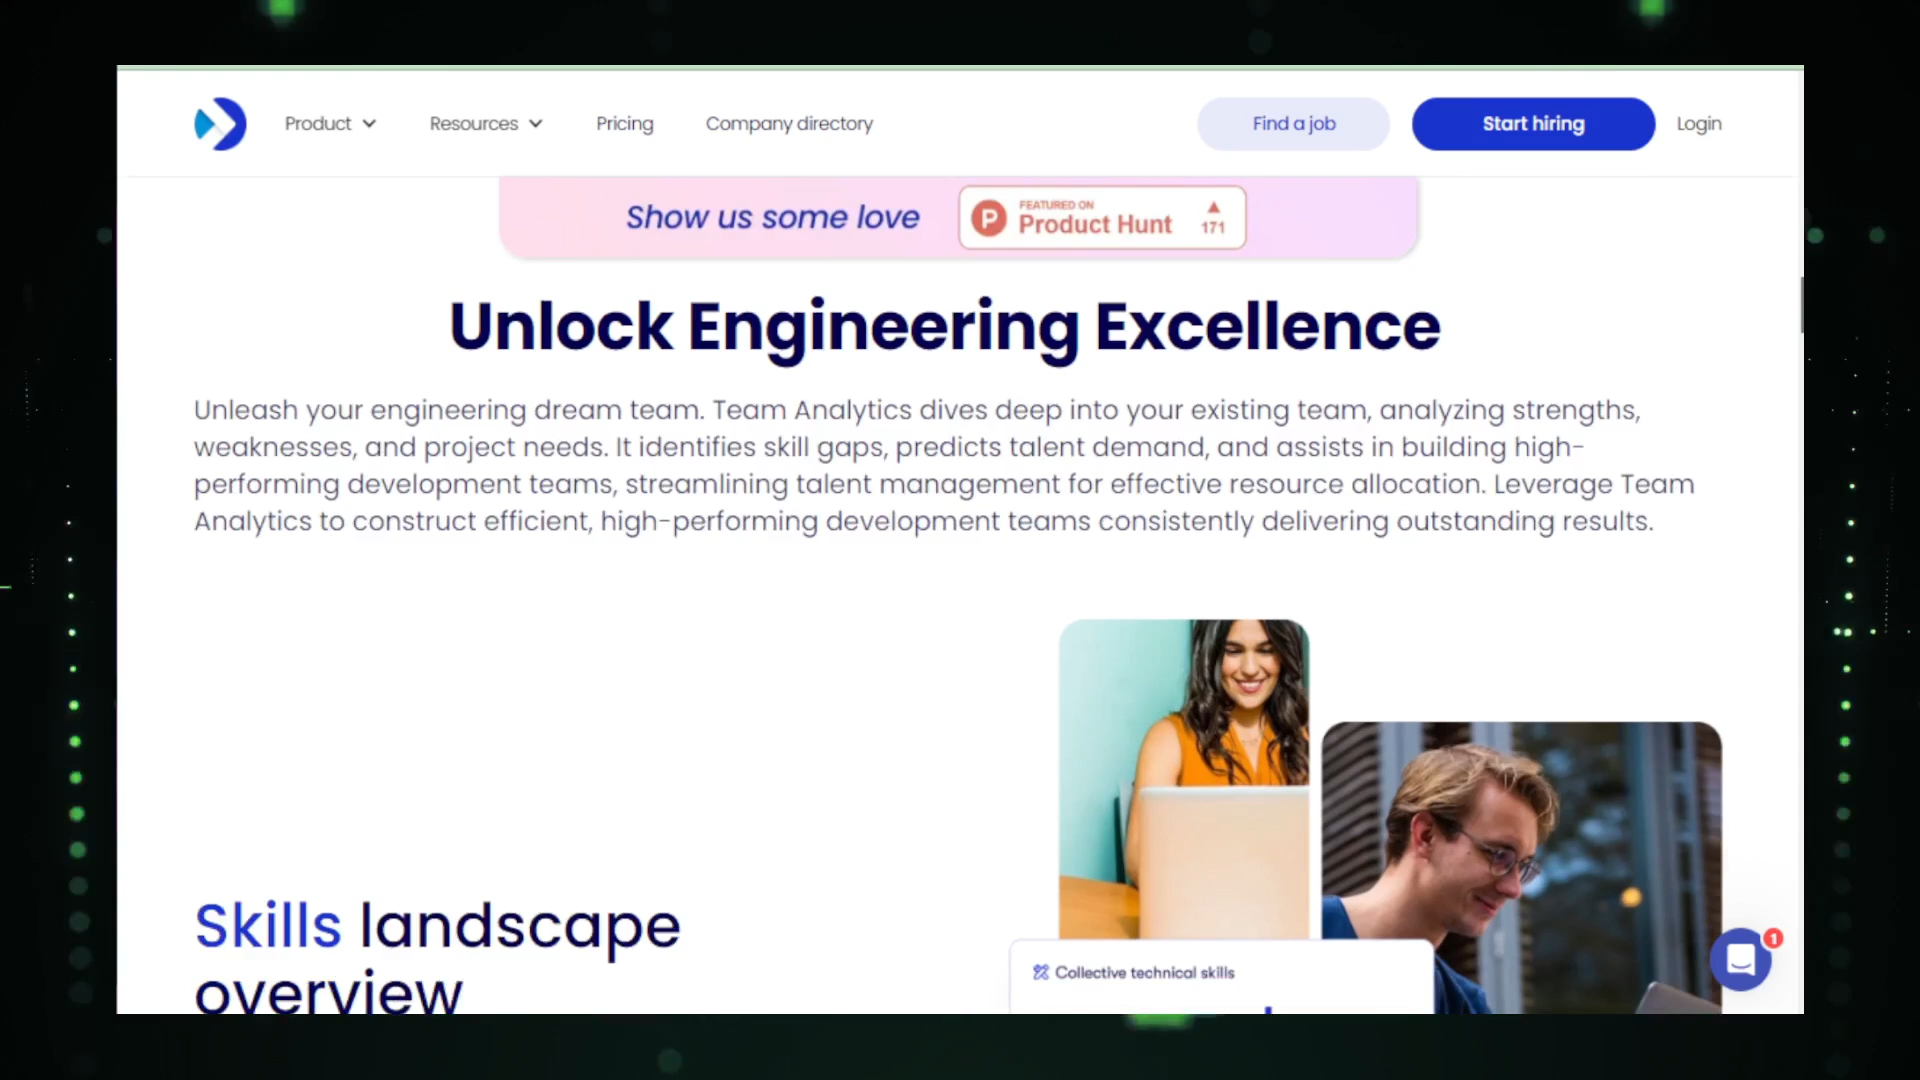 Product
Resources
Pricing
Company directory
Find a job
Start hiring
Login
Show us some love
FEATURED ON
Product Hunt
171
Unlock Engineering Excellence
Unleash your engineering dream team. Team Analytics dives deep into your existing team, analyzing strengths,
weaknesses, and project needs. It identifies skill gaps, predicts talent demand, and assists in building high-
performing development teams, streamlining talent management for effective resource allocation. Leverage Team
Analytics to construct efficient, high-performing development teams consistently delivering outstanding results.
Skills landscape
overview
Collective technical skills
1